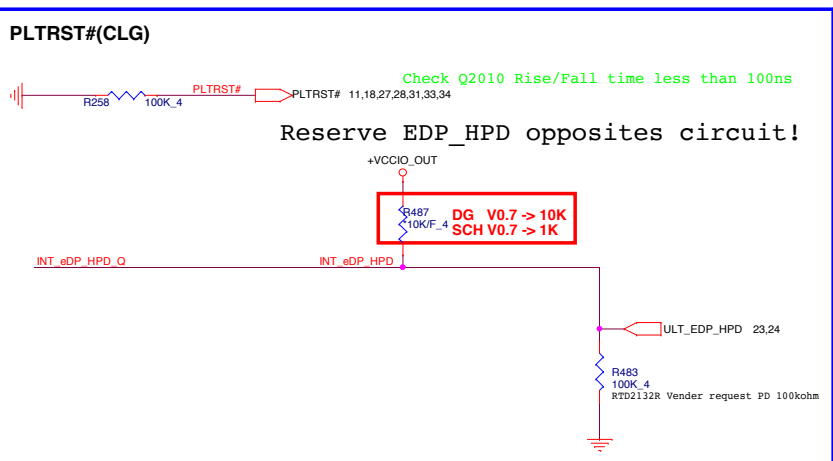 PLTRST#(CLG)
Check Q2010 Rise/Fall time less than 100ns
PLTRST#
PLTRST# 11,18,27,28,31,33,34
R258
100K_4
Reserve EDP_HPD opposites circuit!
+VCCIO_OUT
R487
*10K/F_4
DG V0.7 -> 10K
SCH V0.7 -> 1K
INT_eDP_HPD_Q
INT_eDP_HPD
ULT_EDP_HPD 23,24
R483
100K_4
RTD2132R Vender request PD 100kohm